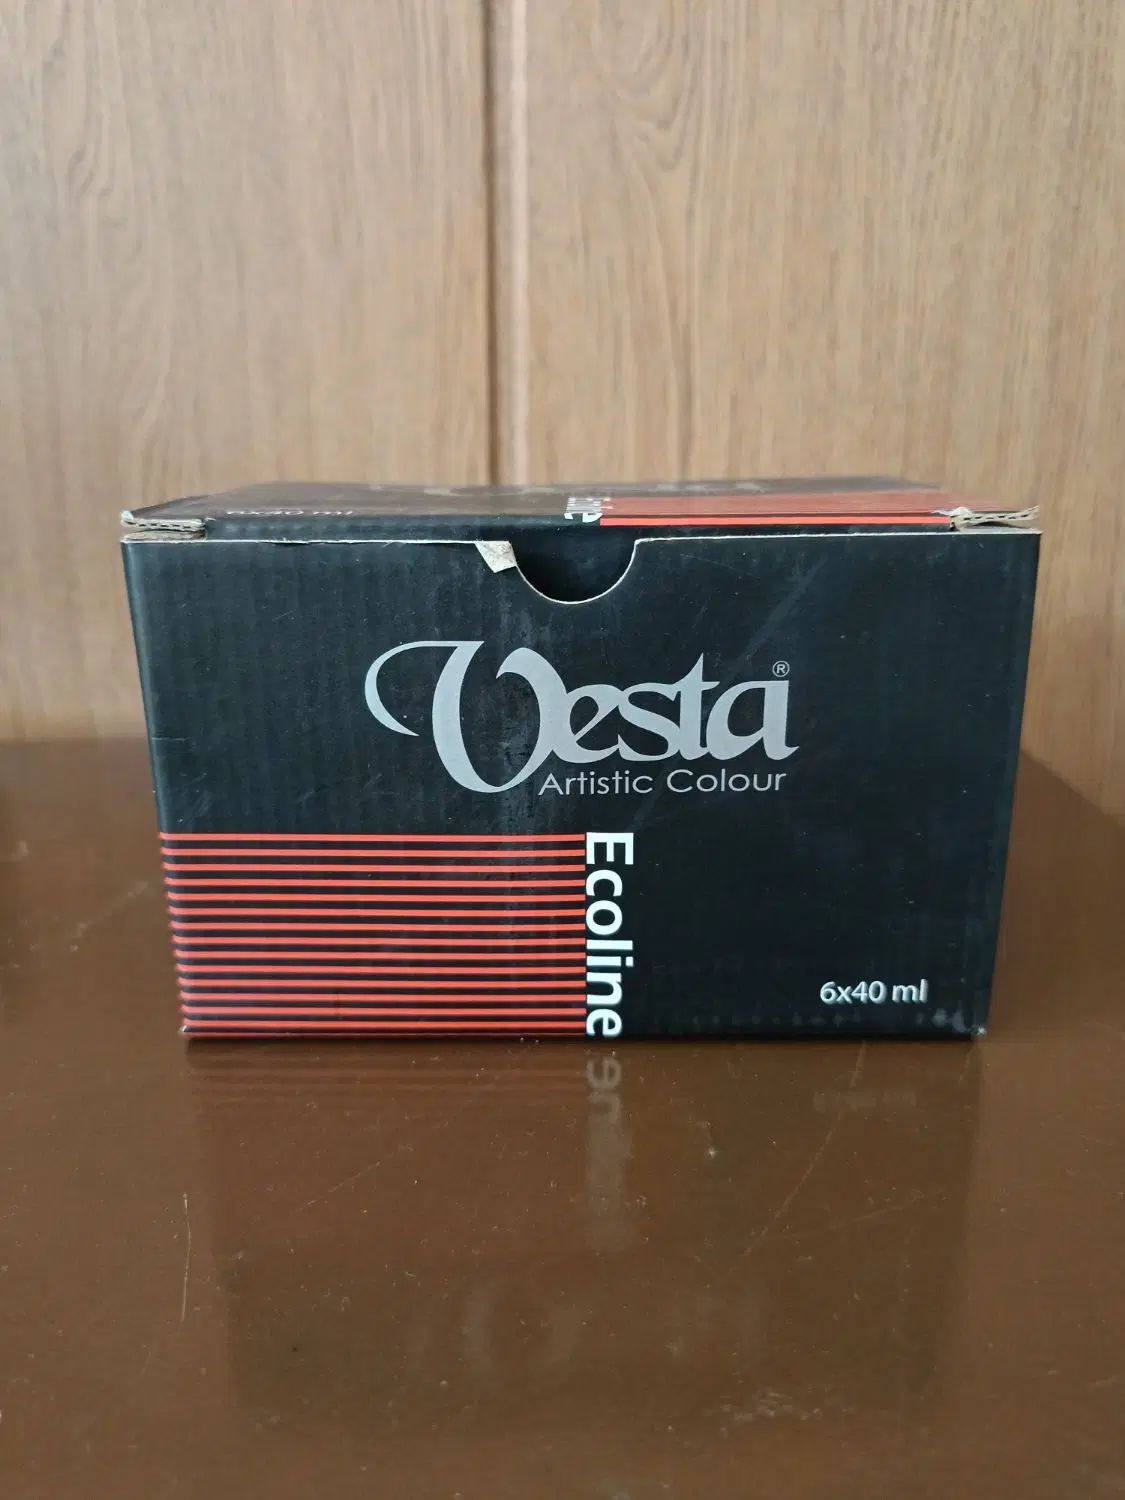 6x40 ml
Vesta®
Artistic Colour
Ecoline
6x40 ml